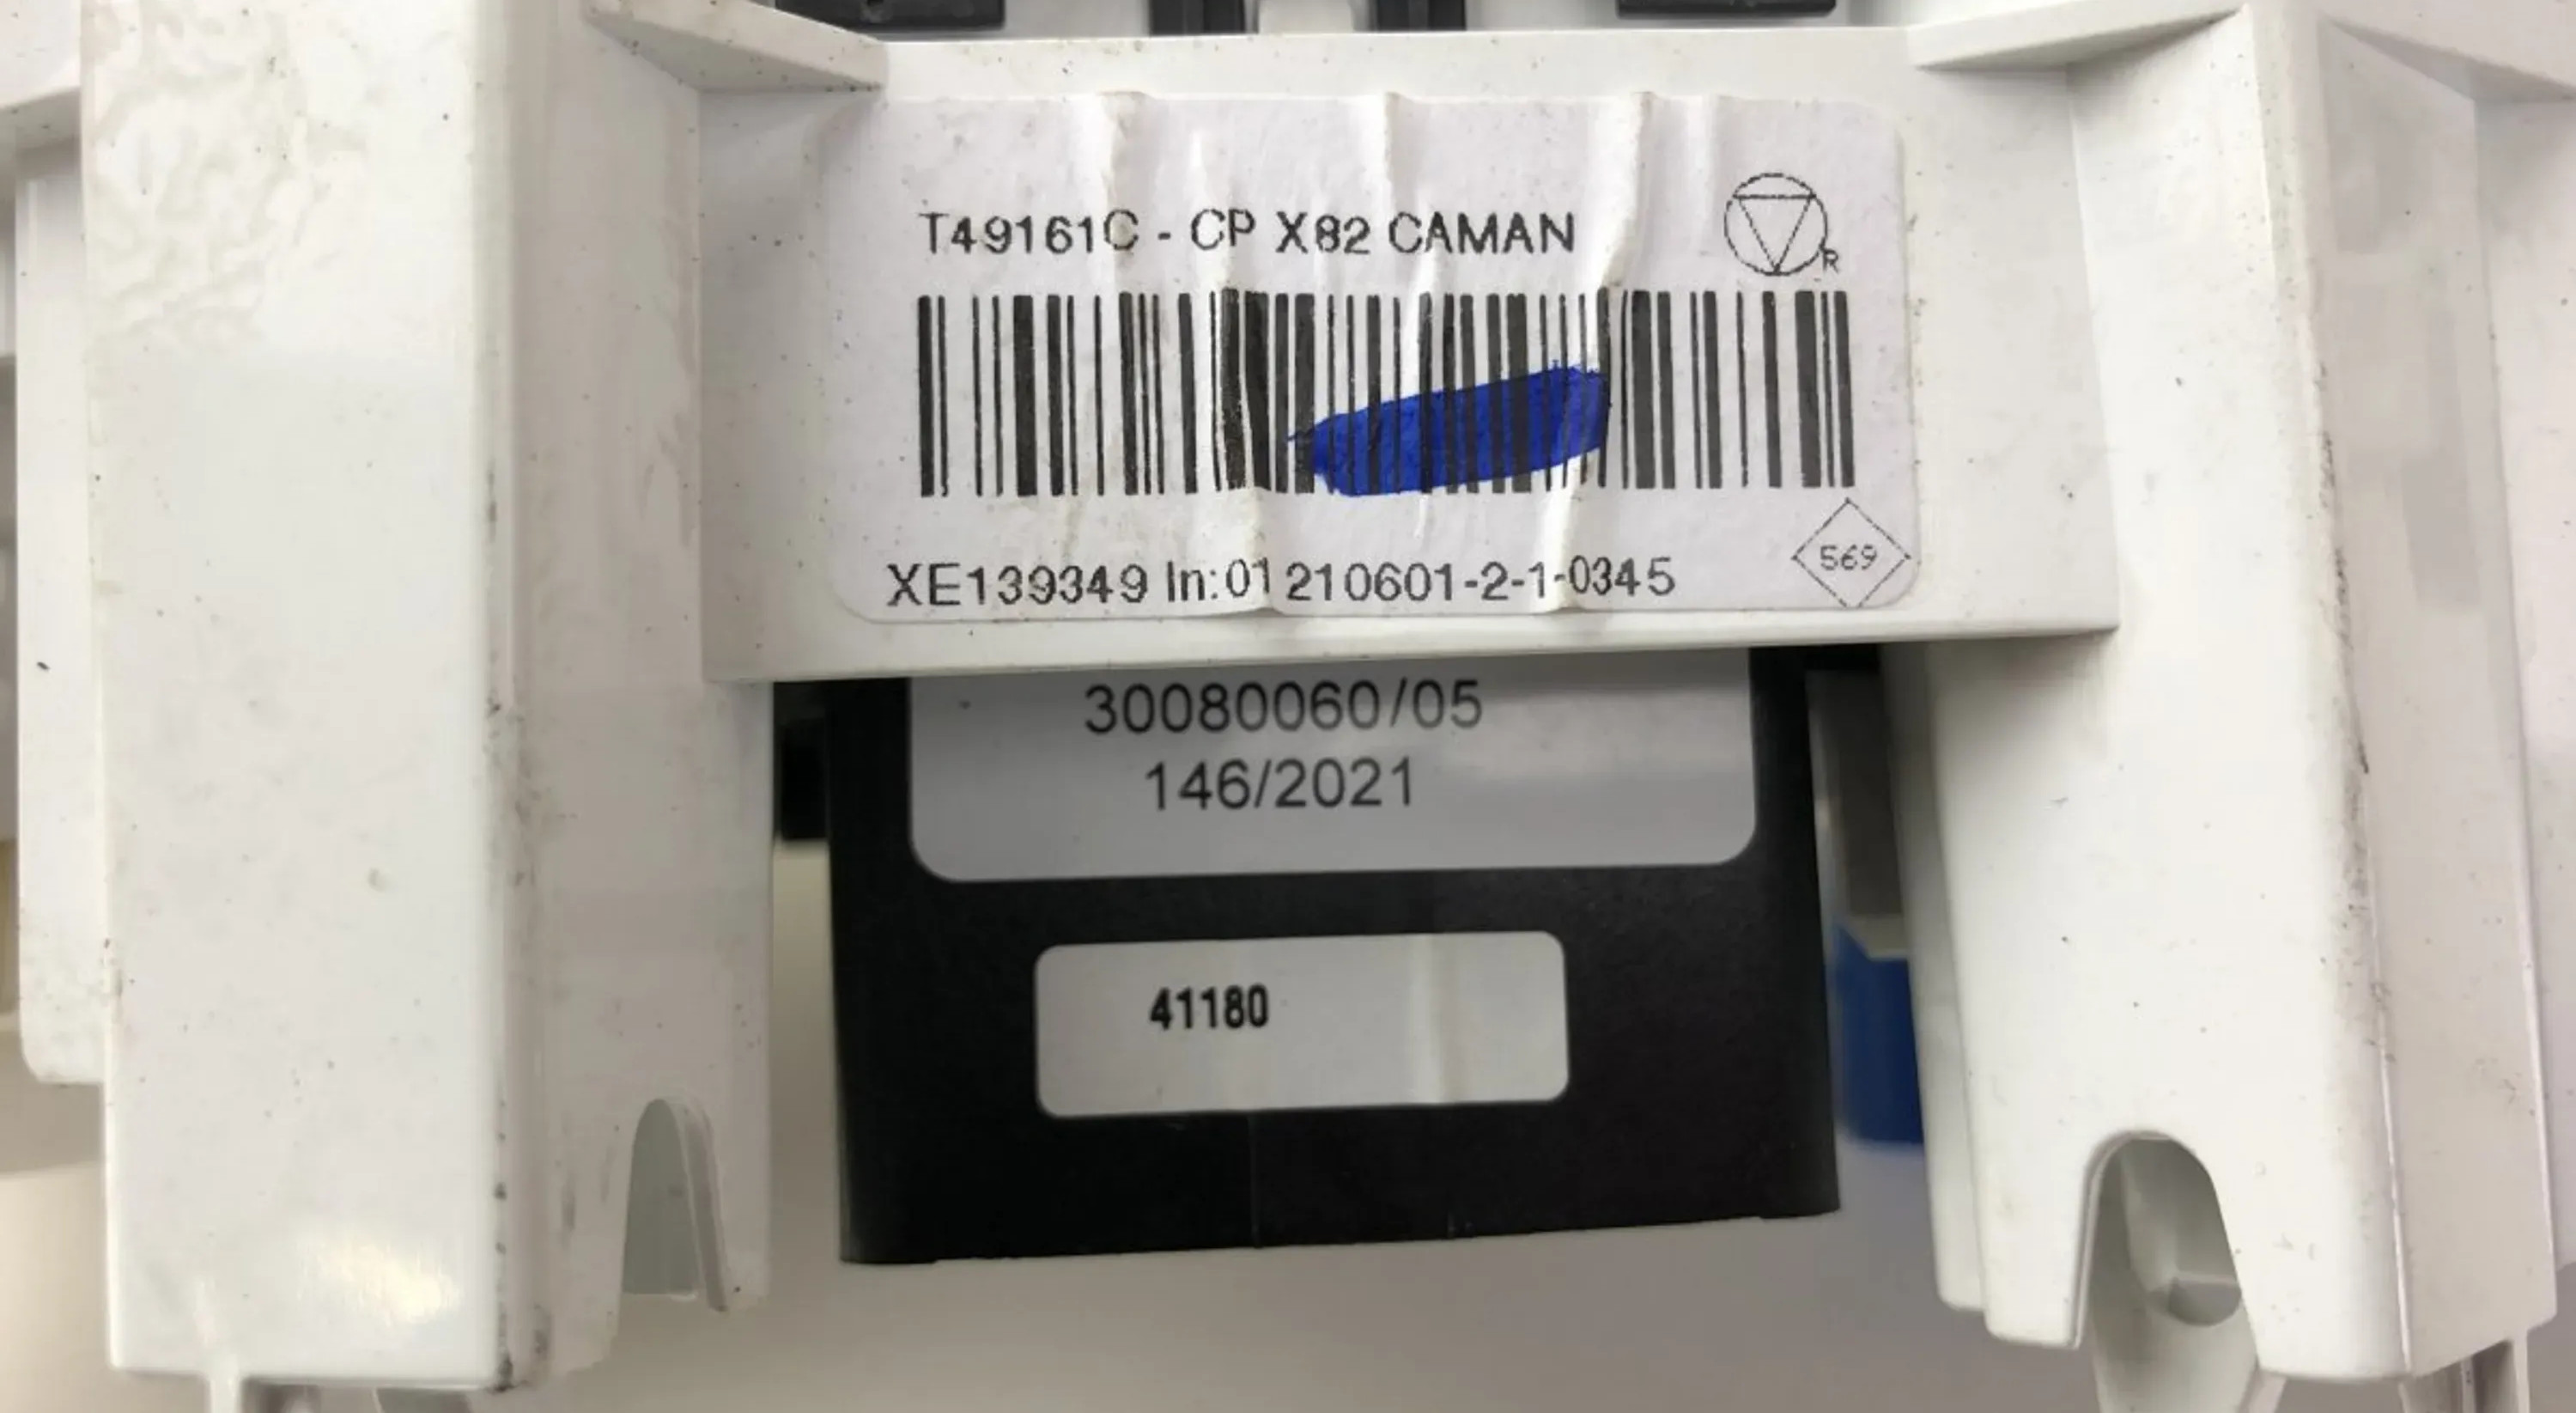 T49161C - CP X82 CAMAN
R
XE139349 In:01 210601-2-1-0345
569
30080060/05
146/2021
41180